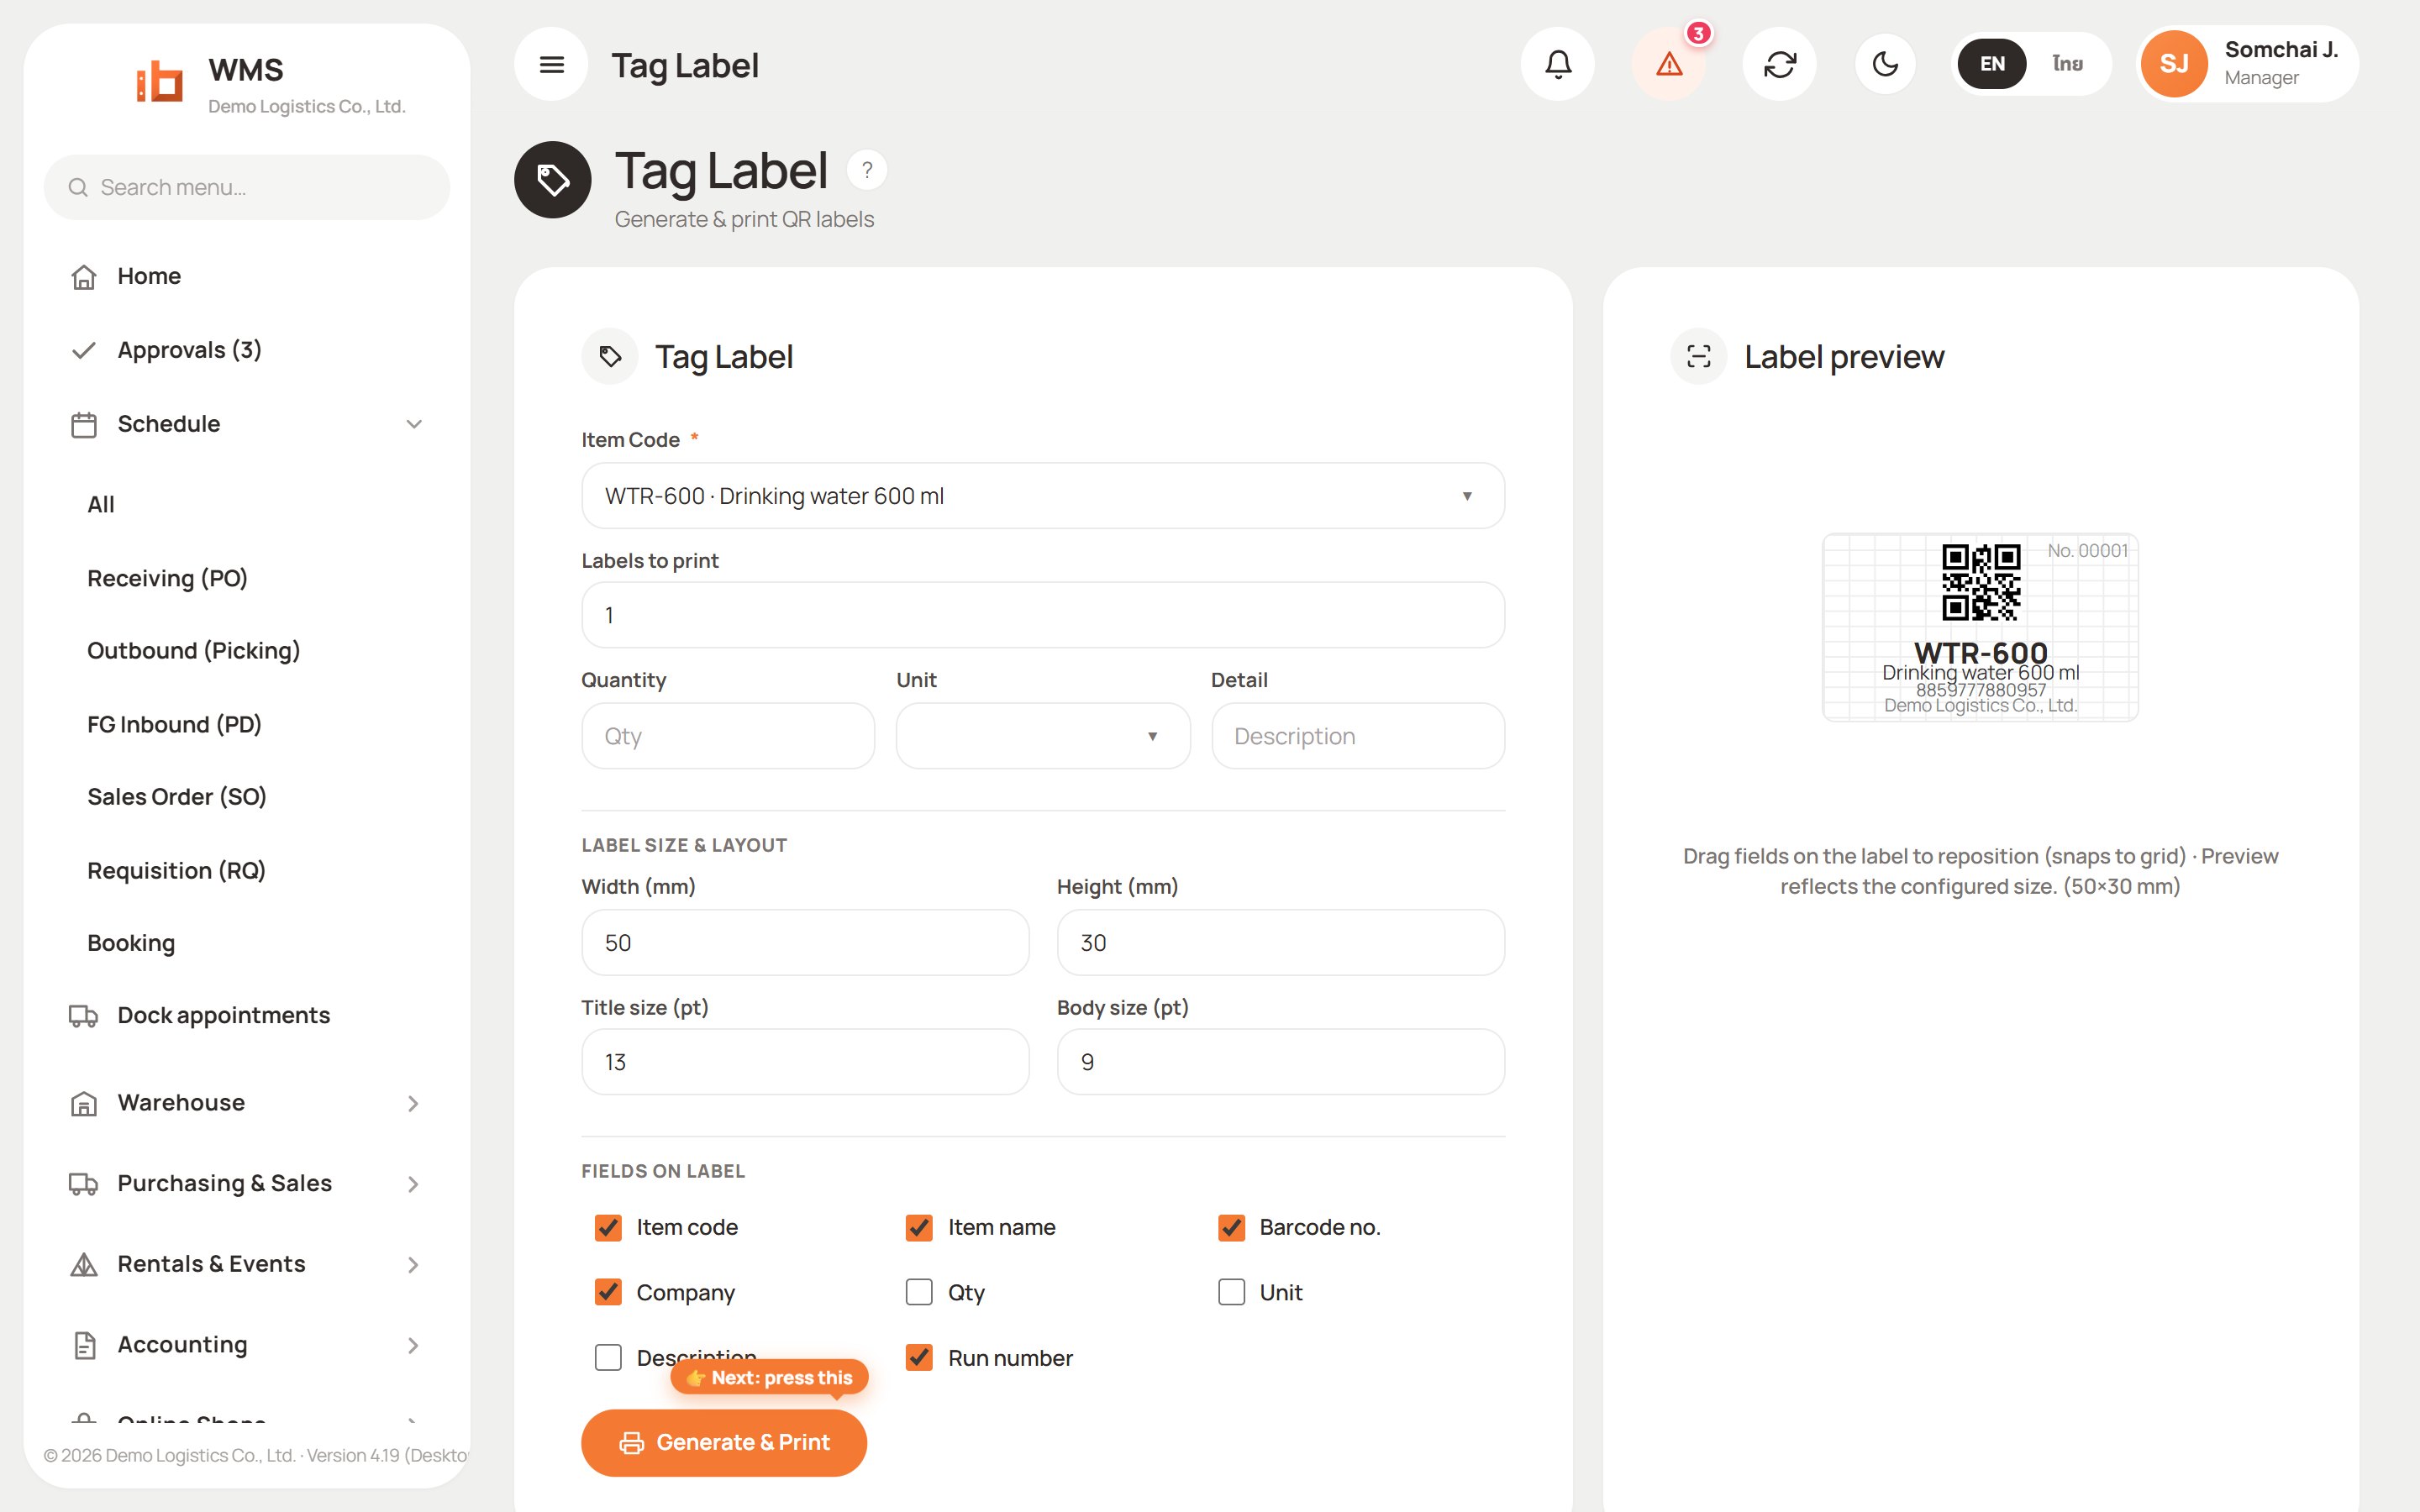 WMS
Demo Logistics Co., Ltd.
Search menu...
Home
Approvals (3)
Schedule
All
Receiving (PO)
Outbound (Picking)
FG Inbound (PD)
Sales Order (SO)
Requisition (RQ)
Booking
Dock appointments
Warehouse
Purchasing & Sales
Rentals & Events
Accounting
Online Shops
© 2026 Demo Logistics Co., Ltd. · Version 4.19 (Desktop
Tag Label
3
EN
ไทย
SJ
Somchai J.
Manager
Tag Label
?
Generate & print QR labels
Tag Label
Item Code *
WTR-600 · Drinking water 600 ml
Labels to print
1
Quantity
Unit
Detail
Qty
Description
LABEL SIZE & LAYOUT
Width (mm)
Height (mm)
50
30
Title size (pt)
Body size (pt)
13
9
FIELDS ON LABEL
Item code
Item name
Barcode no.
Company
Qty
Unit
Description
Run number
👉 Next: press this
Generate & Print
Label preview
No. 00001
WTR-600
Drinking water 600 ml
8859777880957
Demo Logistics Co., Ltd.
Drag fields on the label to reposition (snaps to grid) · Preview
reflects the configured size. (50×30 mm)